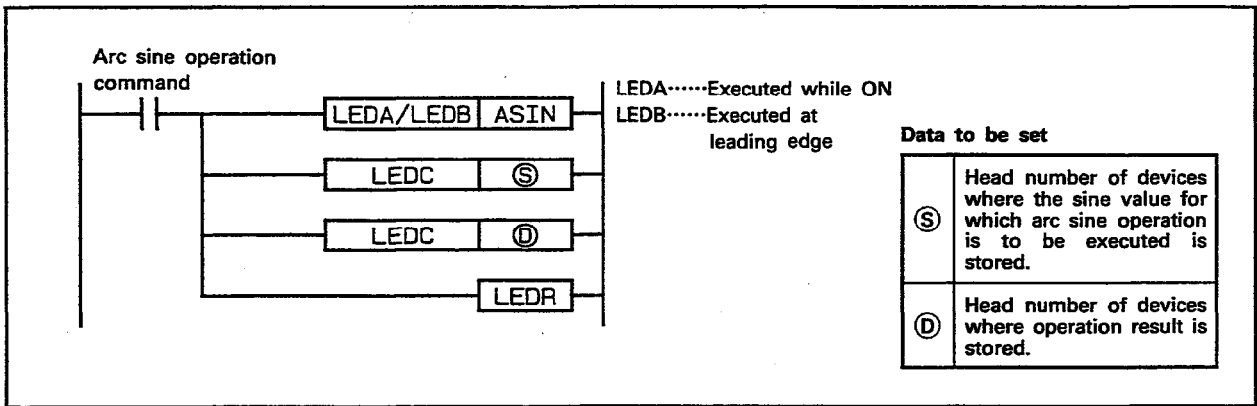 Arc sine operation
command
LEDA/LEDB ASIN
LEDA······Executed while ON
LEDB······Executed at
leading edge
LEDC Ⓢ
LEDC Ⓓ
LEDR
Data to be set
Ⓢ Head number of devices
where the sine value for
which arc sine operation
is to be executed is
stored.
Ⓓ Head number of devices
where operation result is
stored.